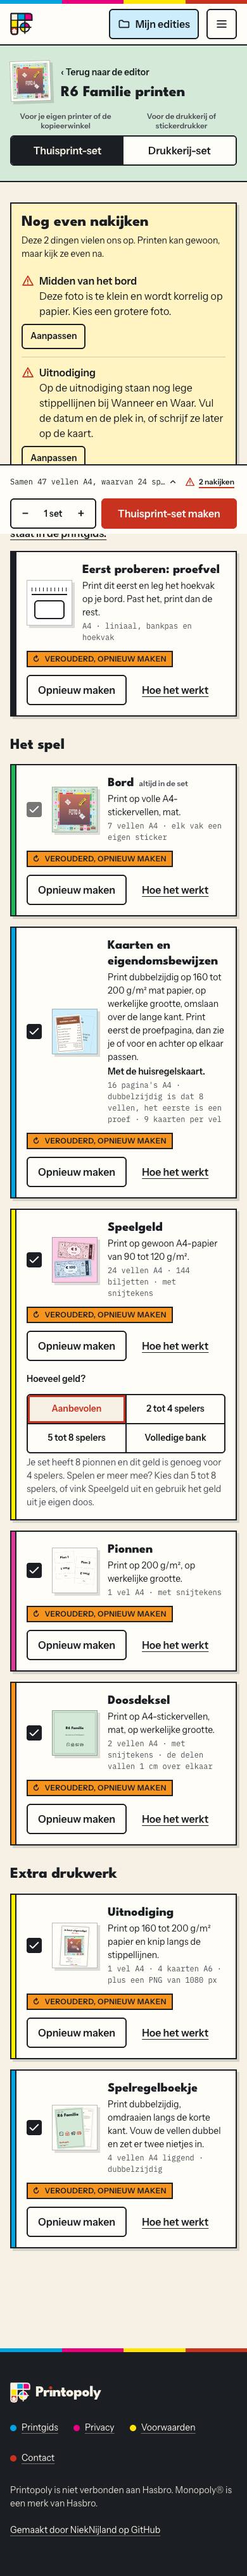 Mijn edities
‹ Terug naar de editor
R6 Familie printen
Voor je eigen printer of de
kopieerwinkel
Voor de drukkerij of
stickerdrukker
Thuisprint-set
Drukkerij-set
Nog even nakijken
Deze 2 dingen vielen ons op. Printen kan gewoon,
maar kijk ze even na.
Midden van het bord
Deze foto is te klein en wordt korrelig op
papier. Kies een grotere foto.
Aanpassen
Uitnodiging
Op de uitnodiging staan nog lege
stippellijnen bij Wanneer en Waar. Vul
de datum en de plek in, of schrijf ze later
op de kaart.
Aanpassen
Samen 47 vellen A4, waarvan 24 sp…
2 nakijken
− 1 set +
Thuisprint-set maken
staat in de printgids.
Eerst proberen: proefvel
Print dit eerst en leg het hoekvak
op je bord. Past het, print dan de
rest.
A4 · liniaal, bankpas en
hoekvak
VEROUDERD, OPNIEUW MAKEN
Opnieuw maken
Hoe het werkt
Het spel
Bord altijd in de set
Print op volle A4-
stickervellen, mat.
7 vellen A4 · elk vak een
eigen sticker
VEROUDERD, OPNIEUW MAKEN
Opnieuw maken
Hoe het werkt
Kaarten en
eigendomsbewijzen
Print dubbelzijdig op 160 tot
200 g/m² mat papier, op
werkelijke grootte, omslaan
over de lange kant. Print
eerst de proefpagina, dan zie
je of voor en achter op elkaar
passen.
Met de huisregelskaart.
16 pagina's A4 ·
dubbelzijdig is dat 8
vellen, het eerste is een
proef · 9 kaarten per vel
VEROUDERD, OPNIEUW MAKEN
Opnieuw maken
Hoe het werkt
Speelgeld
Print op gewoon A4-papier
van 90 tot 120 g/m².
24 vellen A4 · 144
biljetten · met
snijtekens
VEROUDERD, OPNIEUW MAKEN
Opnieuw maken
Hoe het werkt
Hoeveel geld?
Aanbevolen
2 tot 4 spelers
5 tot 8 spelers
Volledige bank
Je set heeft 8 pionnen en dit geld is genoeg voor
4 spelers. Spelen er meer mee? Kies dan 5 tot 8
spelers, of vink Speelgeld uit en gebruik het geld
uit je eigen doos.
Pionnen
Print op 200 g/m², op
werkelijke grootte.
1 vel A4 · met snijtekens
VEROUDERD, OPNIEUW MAKEN
Opnieuw maken
Hoe het werkt
Doosdeksel
Print op A4-stickervellen,
mat, op werkelijke grootte.
2 vellen A4 · met
snijtekens · de delen
vallen 1 cm over elkaar
R6 Familie
VEROUDERD, OPNIEUW MAKEN
Opnieuw maken
Hoe het werkt
Extra drukwerk
Uitnodiging
Print op 160 tot 200 g/m²
papier en knip langs de
stippellijnen.
1 vel A4 · 4 kaarten A6 ·
plus een PNG van 1080 px
VEROUDERD, OPNIEUW MAKEN
Opnieuw maken
Hoe het werkt
Spelregelboekje
Print dubbelzijdig,
omdraaien langs de korte
kant. Vouw de vellen dubbel
en zet er twee nietjes in.
4 vellen A4 liggend ·
dubbelzijdig
R6 Familie
VEROUDERD, OPNIEUW MAKEN
Opnieuw maken
Hoe het werkt
Printopoly
Printgids
Privacy
Voorwaarden
Contact
Printopoly is niet verbonden aan Hasbro. Monopoly® is
een merk van Hasbro.
Gemaakt door NiekNijland op GitHub